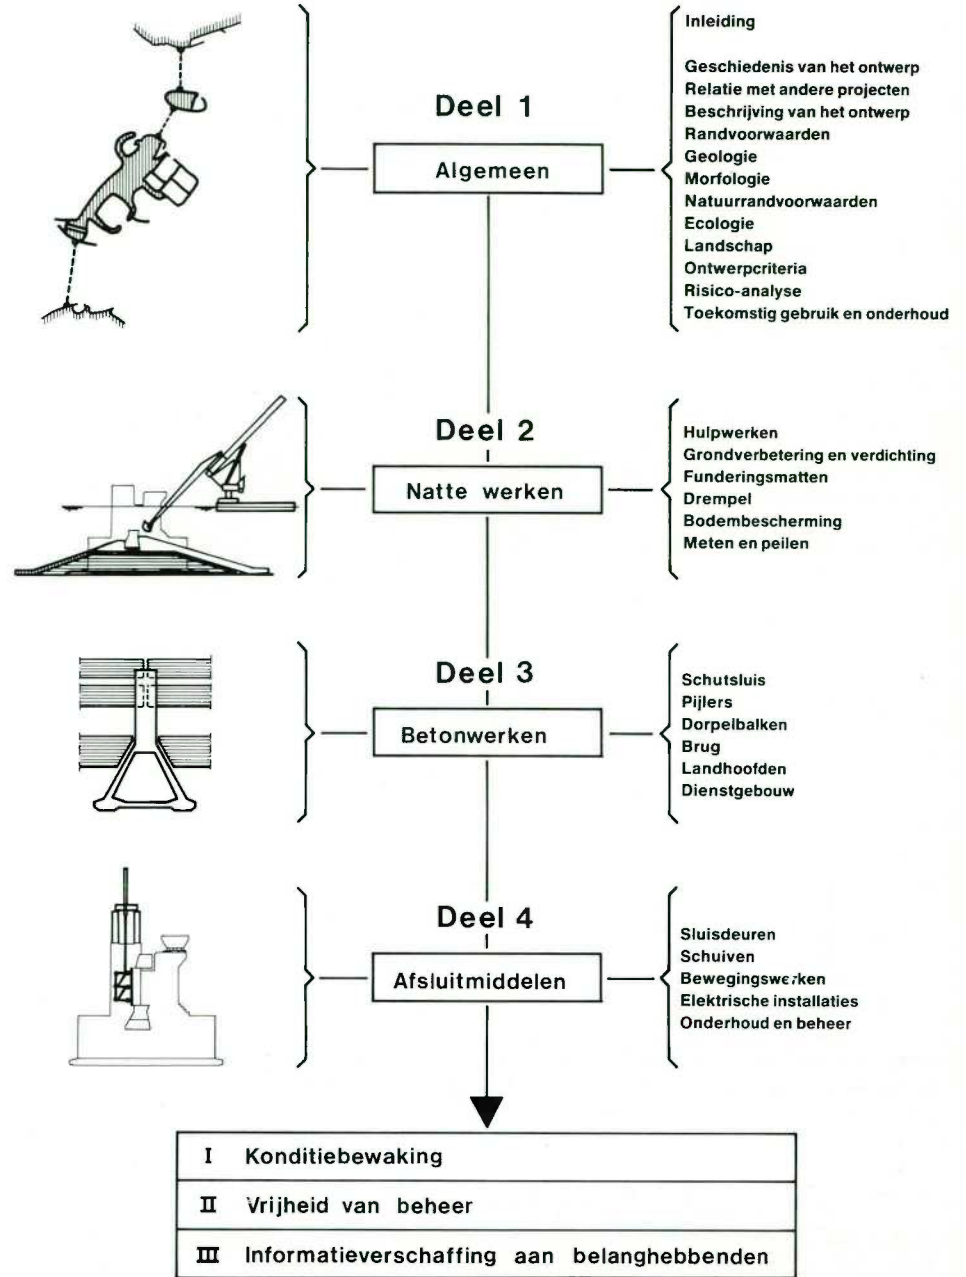 Deel 1
Algemeen
Inleiding
Geschiedenis van het ontwerp
Relatie met andere projecten
Beschrijving van het ontwerp
Randvoorwaarden
Geologie
Morfologie
Natuurrandvoorwaarden
Ecologie
Landschap
Ontwerpcriteria
Risico-analyse
Toekomstig gebruik en onderhoud
Deel 2
Natte werken
Hulpwerken
Grondverbetering en verdichting
Funderingsmatten
Drempel
Bodembescherming
Meten en peilen
Deel 3
Betonwerken
Schutsluis
Pijlers
Dorpelbalken
Brug
Landhoofden
Dienstgebouw
Deel 4
Afsluitmiddelen
Sluisdeuren
Schuiven
Bewegingswerken
Elektrische installaties
Onderhoud en beheer
I Konditiebewaking
II Vrijheid van beheer
III Informatieverschaffing aan belanghebbenden